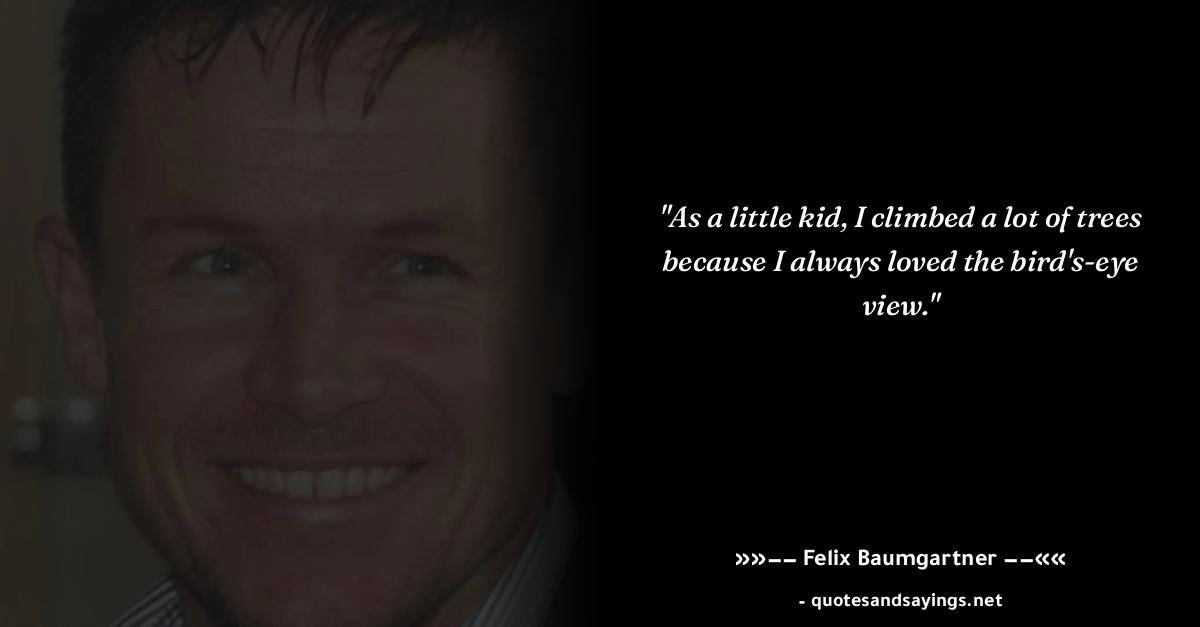 "As a little kid, I climbed a lot of trees
because I always loved the bird's-eye
view."
»»−− Felix Baumgartner −−««
- quotesandsayings.net